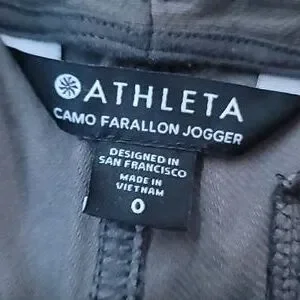 ATHLETA
CAMO FARALLON JOGGER
DESIGNED IN
SAN FRANCISCO
MADE IN
VIETNAM
0